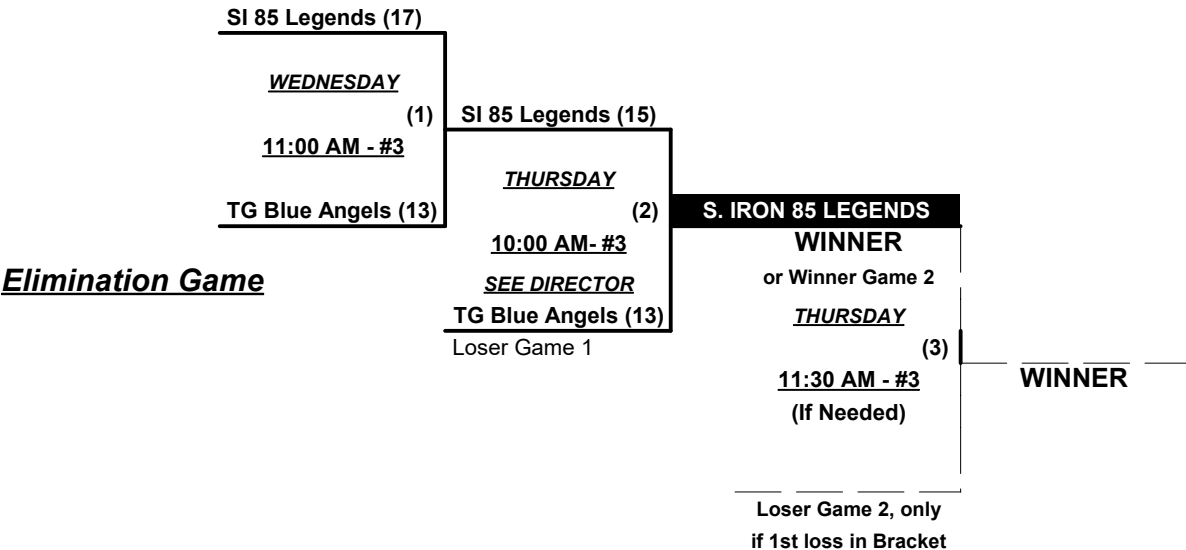 SI 85 Legends (17)
WEDNESDAY
(1)
11:00 AM - #3
TG Blue Angels (13)
Elimination Game
SI 85 Legends (15)
THURSDAY
(2)
10:00 AM- #3
SEE DIRECTOR
TG Blue Angels (13)
Loser Game 1
S. IRON 85 LEGENDS
WINNER
or Winner Game 2
THURSDAY
(3)
11:30 AM - #3
(If Needed)
Loser Game 2, only
if 1st loss in Bracket
WINNER